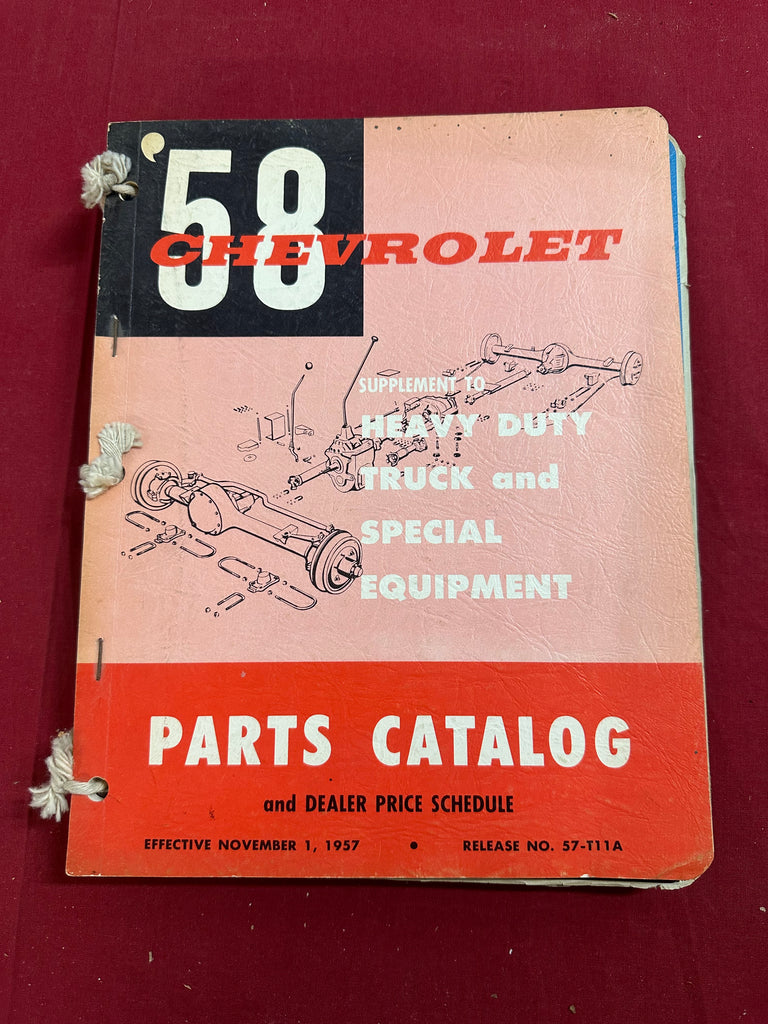 '58
CHEVROLET
SUPPLEMENT TO
HEAVY DUTY
TRUCK and
SPECIAL
EQUIPMENT
PARTS CATALOG
and DEALER PRICE SCHEDULE
EFFECTIVE NOVEMBER 1, 1957 • RELEASE NO. 57-T11A